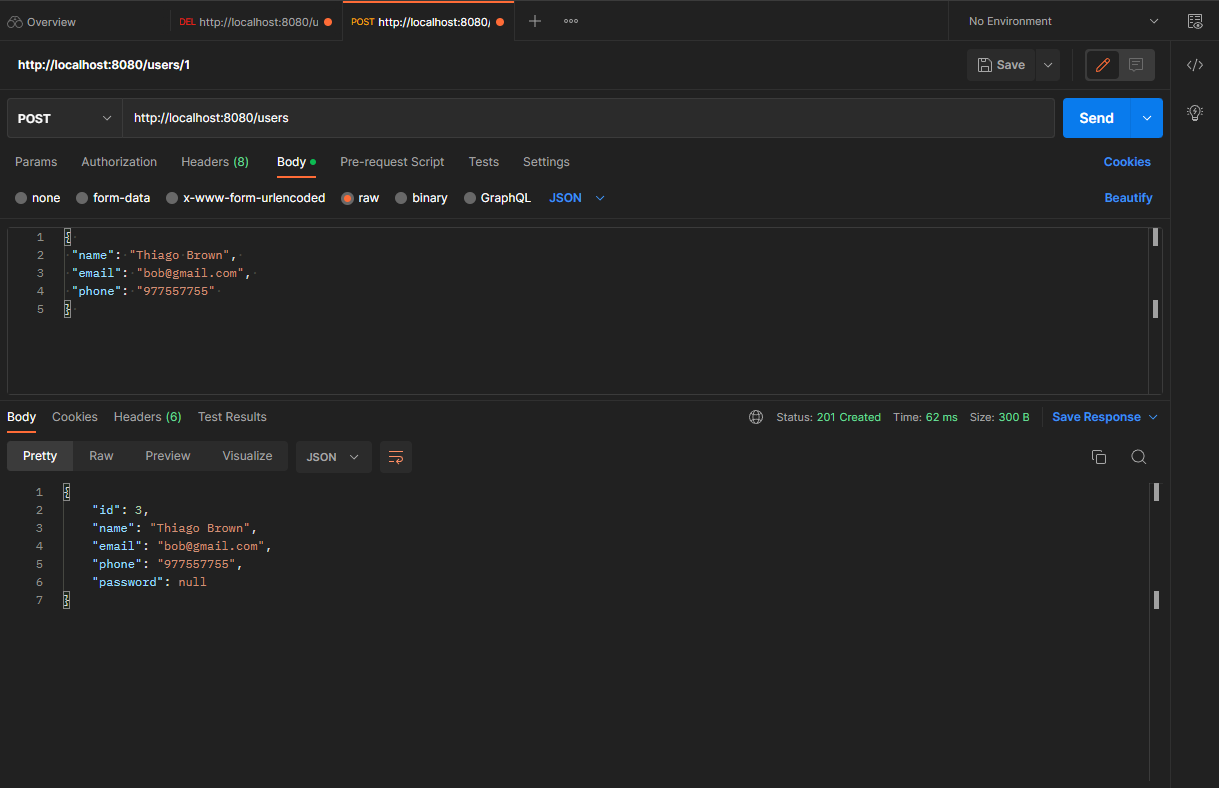 Overview DEL http://localhost:8080/u POST http://localhost:8080/ No Environment
http://localhost:8080/users/1 Save
POST http://localhost:8080/users Send
Params Authorization Headers (8) Body Pre-request Script Tests Settings Cookies
none form-data x-www-form-urlencoded raw binary GraphQL JSON Beautify
1 {
2 "name": "Thiago Brown",
3 "email": "bob@gmail.com",
4 "phone": "977557755"
5 }
Body Cookies Headers (6) Test Results Status: 201 Created Time: 62 ms Size: 300 B Save Response
Pretty Raw Preview Visualize JSON
1 {
2 "id": 3,
3 "name": "Thiago Brown",
4 "email": "bob@gmail.com",
5 "phone": "977557755",
6 "password": null
7 }